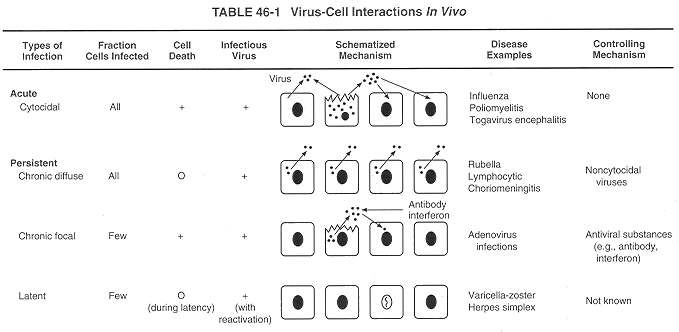 TABLE 46-1 Virus-Cell Interactions In Vivo
Types of Infection
Fraction Cells Infected
Cell Death
Infectious Virus
Schematized Mechanism
Disease Examples
Controlling Mechanism
Acute
Cytocidal
All
+
+
Virus
Influenza
Poliomyelitis
Togavirus encephalitis
None
Persistent
Chronic diffuse
All
O
+
Rubella
Lymphocytic
Choriomeningitis
Noncytocidal
viruses
Chronic focal
Few
+
+
Antibody
interferon
Adenovirus
infections
Antiviral substances
(e.g., antibody,
interferon)
Latent
Few
O
(during latency)
+
(with
reactivation)
Varicella-zoster
Herpes simplex
Not known